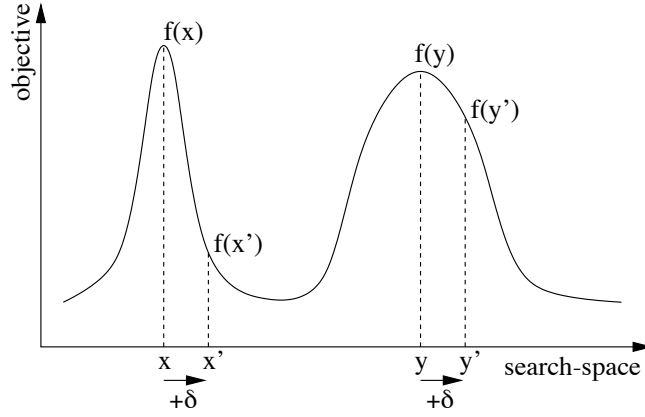 objective
f(x)
f(y)
f(y’)
f(x’)
x x’ y y’ search-space
+δ +δ